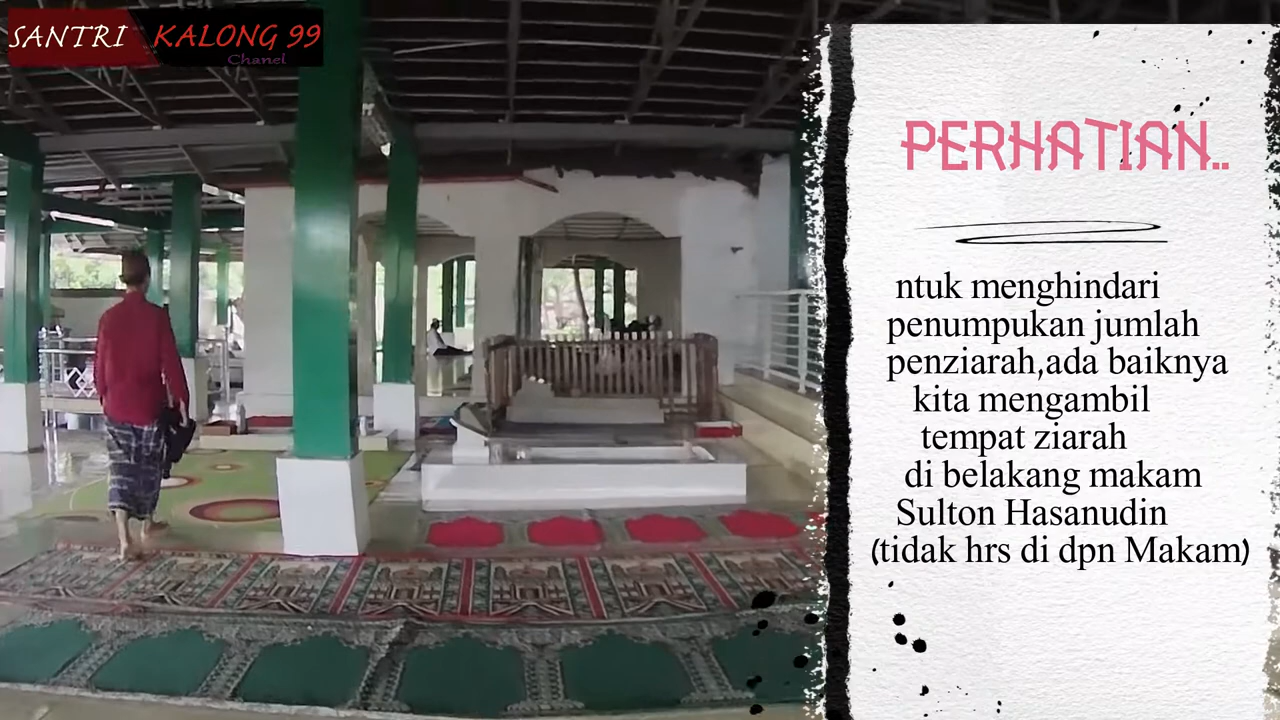 SANTRI KALONG 99
Chanel
PERHATIAN..
ntuk menghindari
penumpukan jumlah
penziarah,ada baiknya
kita mengambil
tempat ziarah
di belakang makam
Sulton Hasanudin
(tidak hrs di dpn Makam)